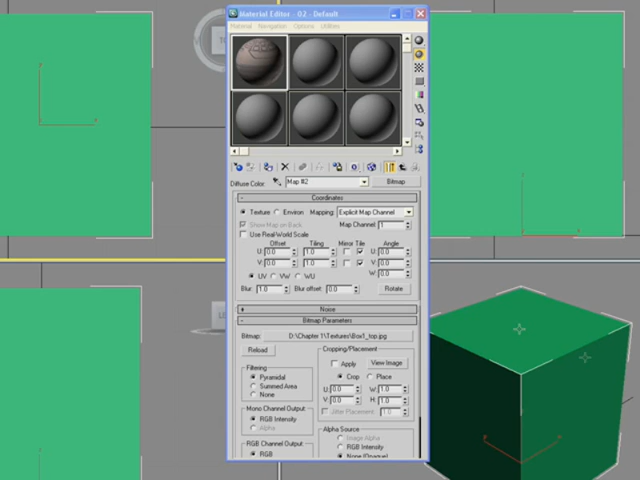 Material Editor - 02 - Default
Material Navigation Options Utilities
Diffuse Color: Map #2 Bitmap
- Coordinates
Texture Environ Mapping: Explicit Map Channel
Show Map on Back Map Channel: 1
Use Real-World Scale
Offset Tiling Mirror Tile Angle
U: 0.0 1.0 U: 0.0
V: 0.0 1.0 V: 0.0
UV VW WU W: 0.0
Blur: 1.0 Blur offset: 0.0 Rotate
+ Noise
- Bitmap Parameters
Bitmap: D:\Chapter 1\Textures\Box1_top.jpg
Reload Cropping/Placement
Apply View Image
Filtering
Pyramidal Crop Place
Summed Area U: 0.0 W: 1.0
None V: 0.0 H: 1.0
Jitter Placement: 1.0
Mono Channel Output
RGB Intensity Alpha Source
Alpha Image Alpha
RGB Intensity
RGB Channel Output
RGB None (Opaque)